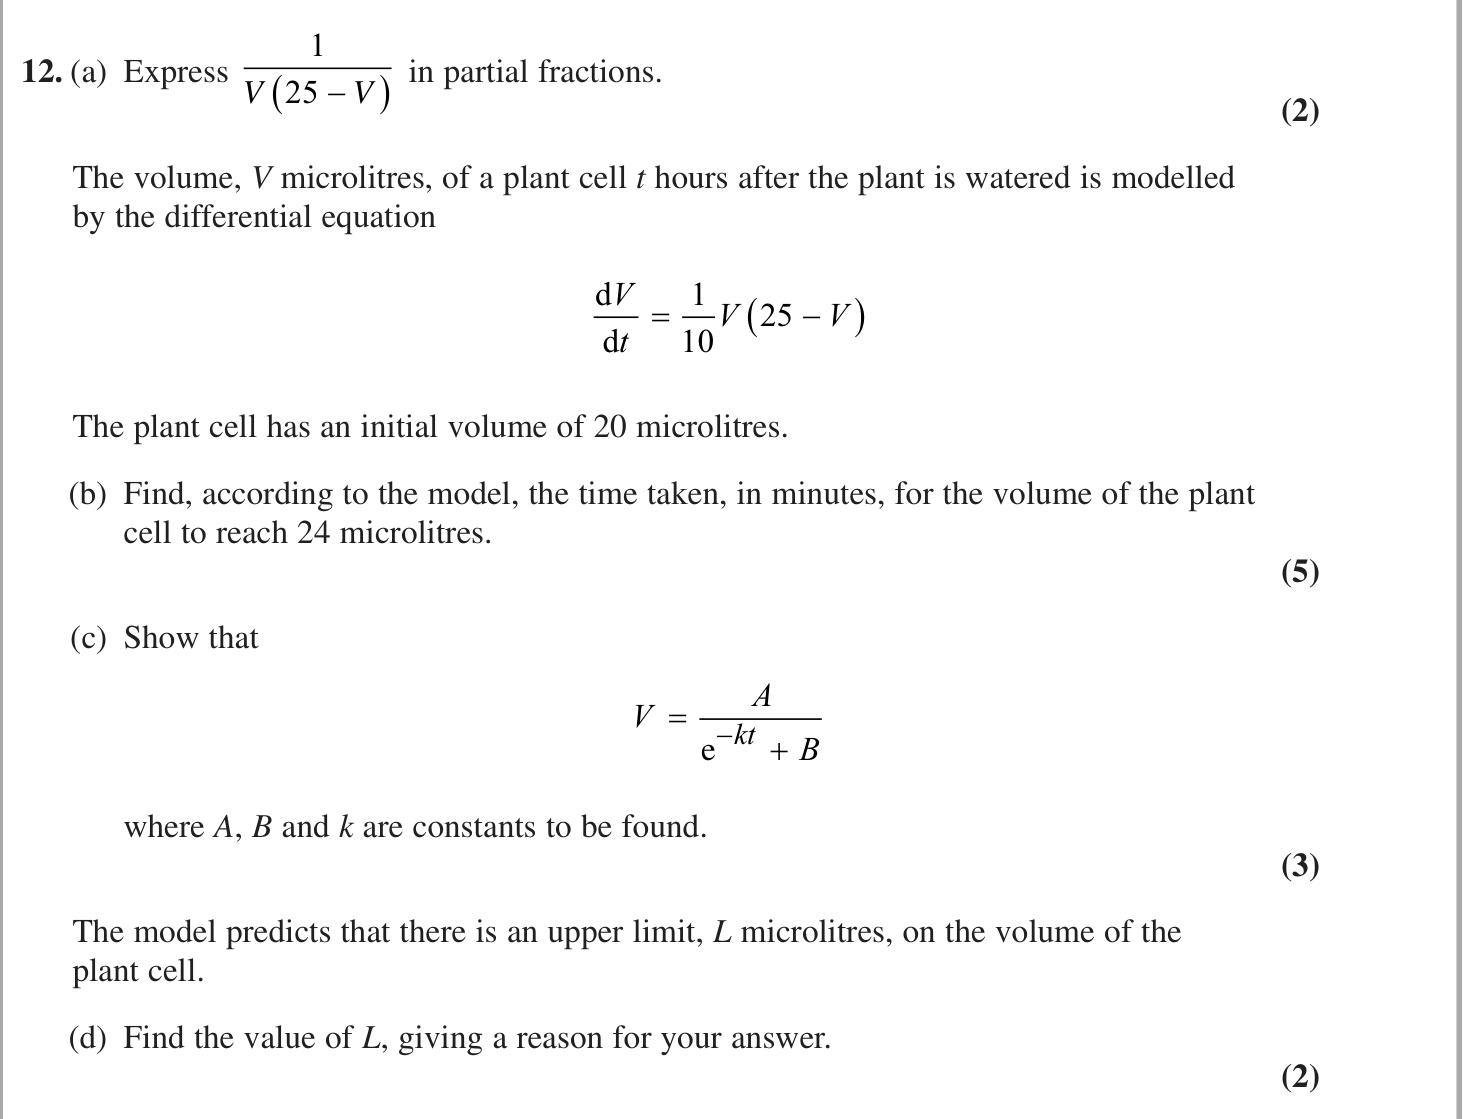 12. (a) Express 1/(V(25 – V)) in partial fractions.
(2)
The volume, V microlitres, of a plant cell t hours after the plant is watered is modelled
by the differential equation
dV/dt = 1/10 V(25 – V)
The plant cell has an initial volume of 20 microlitres.
(b) Find, according to the model, the time taken, in minutes, for the volume of the plant
cell to reach 24 microlitres.
(5)
(c) Show that
V = A/(e^(–kt) + B)
where A, B and k are constants to be found.
(3)
The model predicts that there is an upper limit, L microlitres, on the volume of the
plant cell.
(d) Find the value of L, giving a reason for your answer.
(2)